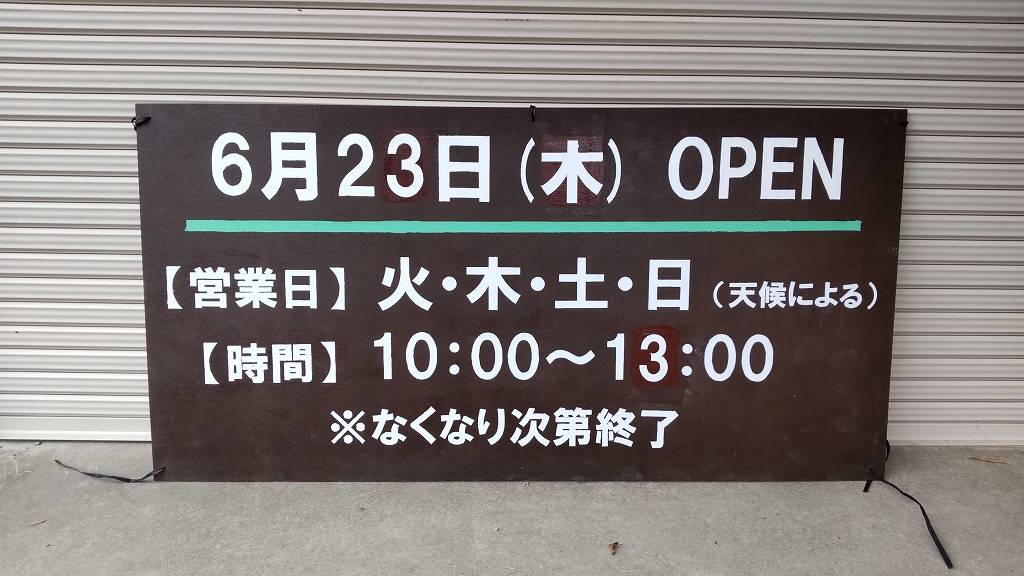 6月23日(木) OPEN
【営業日】 火・木・土・日 (天候による)
【時間】 10:00～13:00
※なくなり次第終了